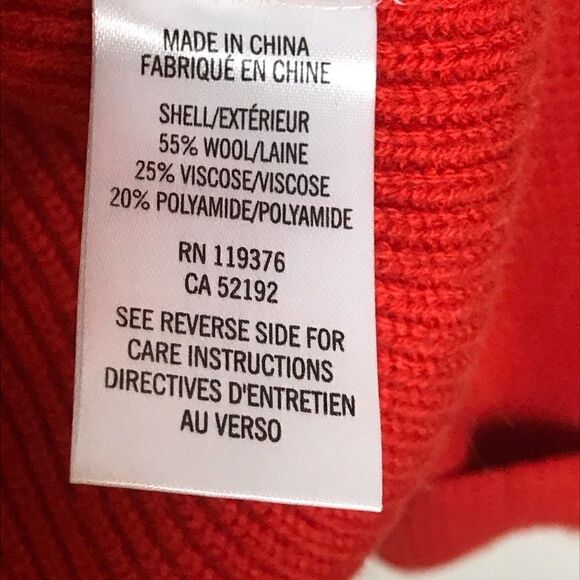 MADE IN CHINA
FABRIQUÉ EN CHINE
SHELL/EXTÉRIEUR
55% WOOL/LAINE
25% VISCOSE/VISCOSE
20% POLYAMIDE/POLYAMIDE
RN 119376
CA 52192
SEE REVERSE SIDE FOR
CARE INSTRUCTIONS
DIRECTIVES D'ENTRETIEN
AU VERSO